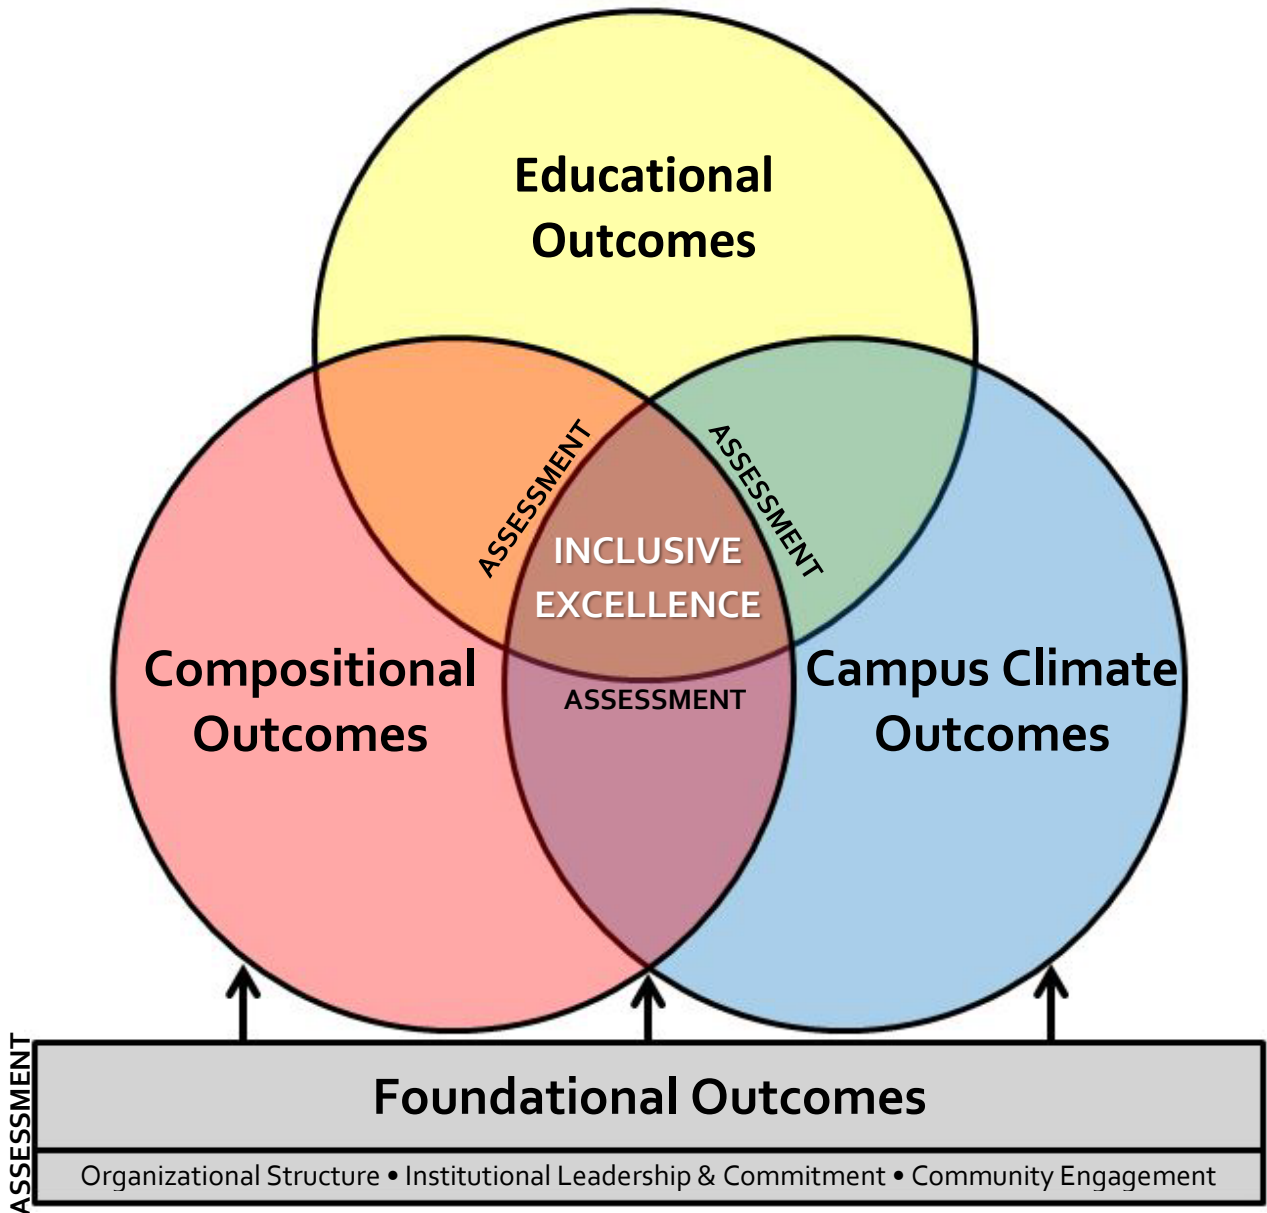 Educational
Outcomes
ASSESSMENT
ASSESSMENT
INCLUSIVE
EXCELLENCE
Compositional
Outcomes
ASSESSMENT
Campus Climate
Outcomes
ASSESSMENT
Foundational Outcomes
Organizational Structure • Institutional Leadership & Commitment • Community Engagement